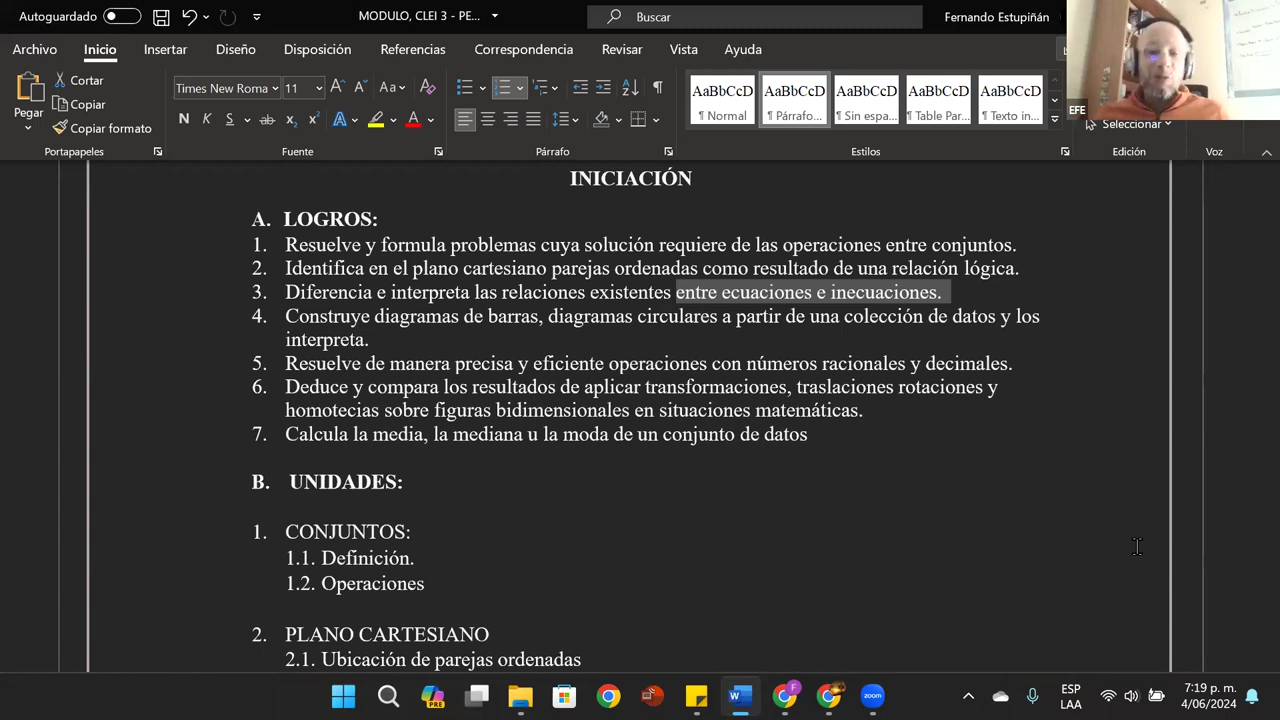 Autoguardado
MODULO, CLEI 3 - PE...
Buscar
Fernando Estupiñán
Archivo Inicio Insertar Diseño Disposición Referencias Correspondencia Revisar Vista Ayuda
Pegar
Cortar
Copiar
Copiar formato
Portapapeles
Times New Roma 11
N K S ab x₂ x²
Fuente
Párrafo
AaBbCcD AaBbCcD AaBbCcD AaBbCcD AaBbCcD
¶ Normal ¶ Párrafo... ¶ Sin espa... ¶ Table Par... ¶ Texto in...
Estilos
EFE
Seleccionar
Edición
Voz
INICIACIÓN
A. LOGROS:
1. Resuelve y formula problemas cuya solución requiere de las operaciones entre conjuntos.
2. Identifica en el plano cartesiano parejas ordenadas como resultado de una relación lógica.
3. Diferencia e interpreta las relaciones existentes entre ecuaciones e inecuaciones.
4. Construye diagramas de barras, diagramas circulares a partir de una colección de datos y los
interpreta.
5. Resuelve de manera precisa y eficiente operaciones con números racionales y decimales.
6. Deduce y compara los resultados de aplicar transformaciones, traslaciones rotaciones y
homotecias sobre figuras bidimensionales en situaciones matemáticas.
7. Calcula la media, la mediana u la moda de un conjunto de datos
B. UNIDADES:
1. CONJUNTOS:
1.1. Definición.
1.2. Operaciones
2. PLANO CARTESIANO
2.1. Ubicación de parejas ordenadas
PRE
F
zoom
ESP
LAA
7:19 p. m.
4/06/2024